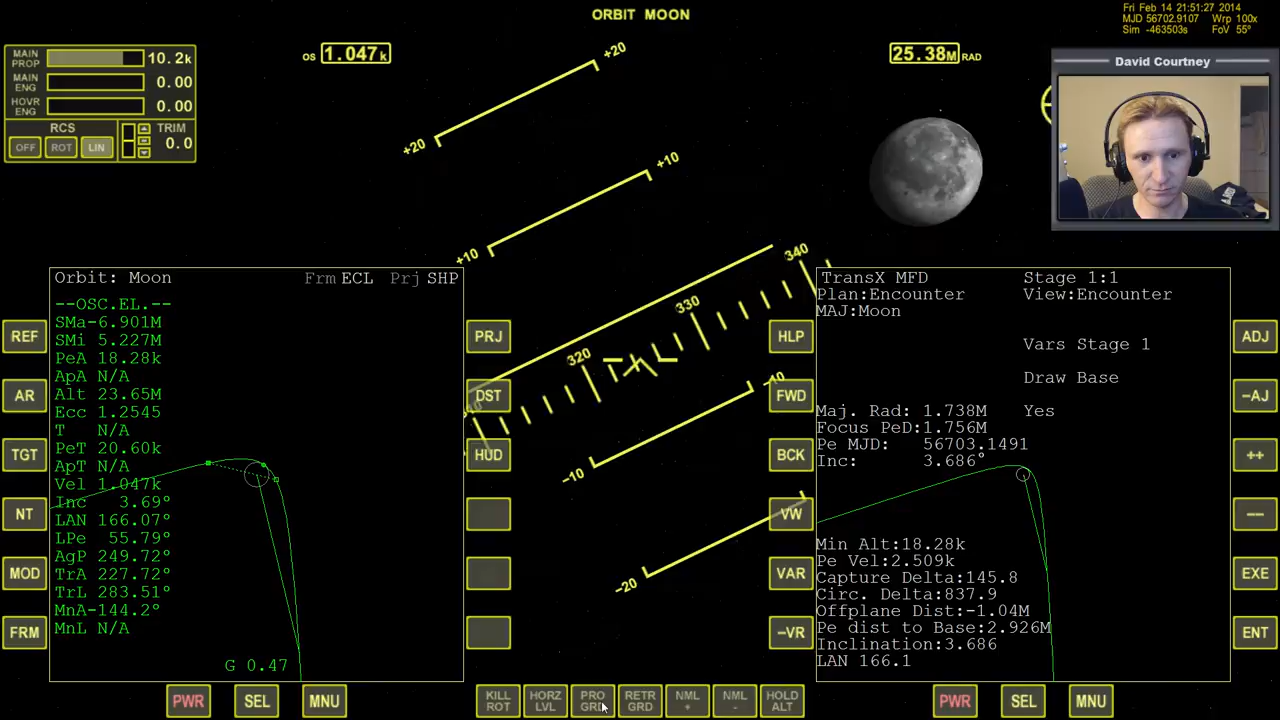 ORBIT MOON
Fri Feb 14 21:51:27 2014
MJD 56702.9107 Wrp 100x
Sim -463503s FoV 55°
MAIN PROP 10.2k
MAIN ENG 0.00
HOVR ENG 0.00
RCS TRIM
OFF ROT LIN 0.0
OS 1.047k
25.38M RAD
David Courtney
+20 +20
+10 +10
340
330
320
-10 -10
-20
Orbit: Moon Frm ECL Prj SHP
--OSC.EL.--
SMa-6.901M
SMi 5.227M
PeA 18.28k
ApA N/A
Alt 23.65M
Ecc 1.2545
T N/A
PeT 20.60k
ApT N/A
Vel 1.047k
Inc 3.69°
LAN 166.07°
LPe 55.79°
AgP 249.72°
TrA 227.72°
TrL 283.51°
MnA-144.2°
MnL N/A
G 0.47
REF
AR
TGT
NT
MOD
FRM
PRJ
DST
HUD
PWR SEL MNU
KILL ROT
HORZ LVL
PRO GRD
RETR GRD
NML +
NML -
HOLD ALT
TransX MFD Stage 1:1
Plan:Encounter View:Encounter
MAJ:Moon
Vars Stage 1
Draw Base
Maj. Rad: 1.738M Yes
Focus PeD:1.756M
Pe MJD: 56703.1491
Inc: 3.686°
Min Alt:18.28k
Pe Vel:2.509k
Capture Delta:145.8
Circ. Delta:837.9
Offplane Dist:-1.04M
Pe dist to Base:2.926M
Inclination:3.686
LAN 166.1
HLP
FWD
BCK
VW
VAR
-VR
ADJ
-AJ
++
--
EXE
ENT
PWR SEL MNU